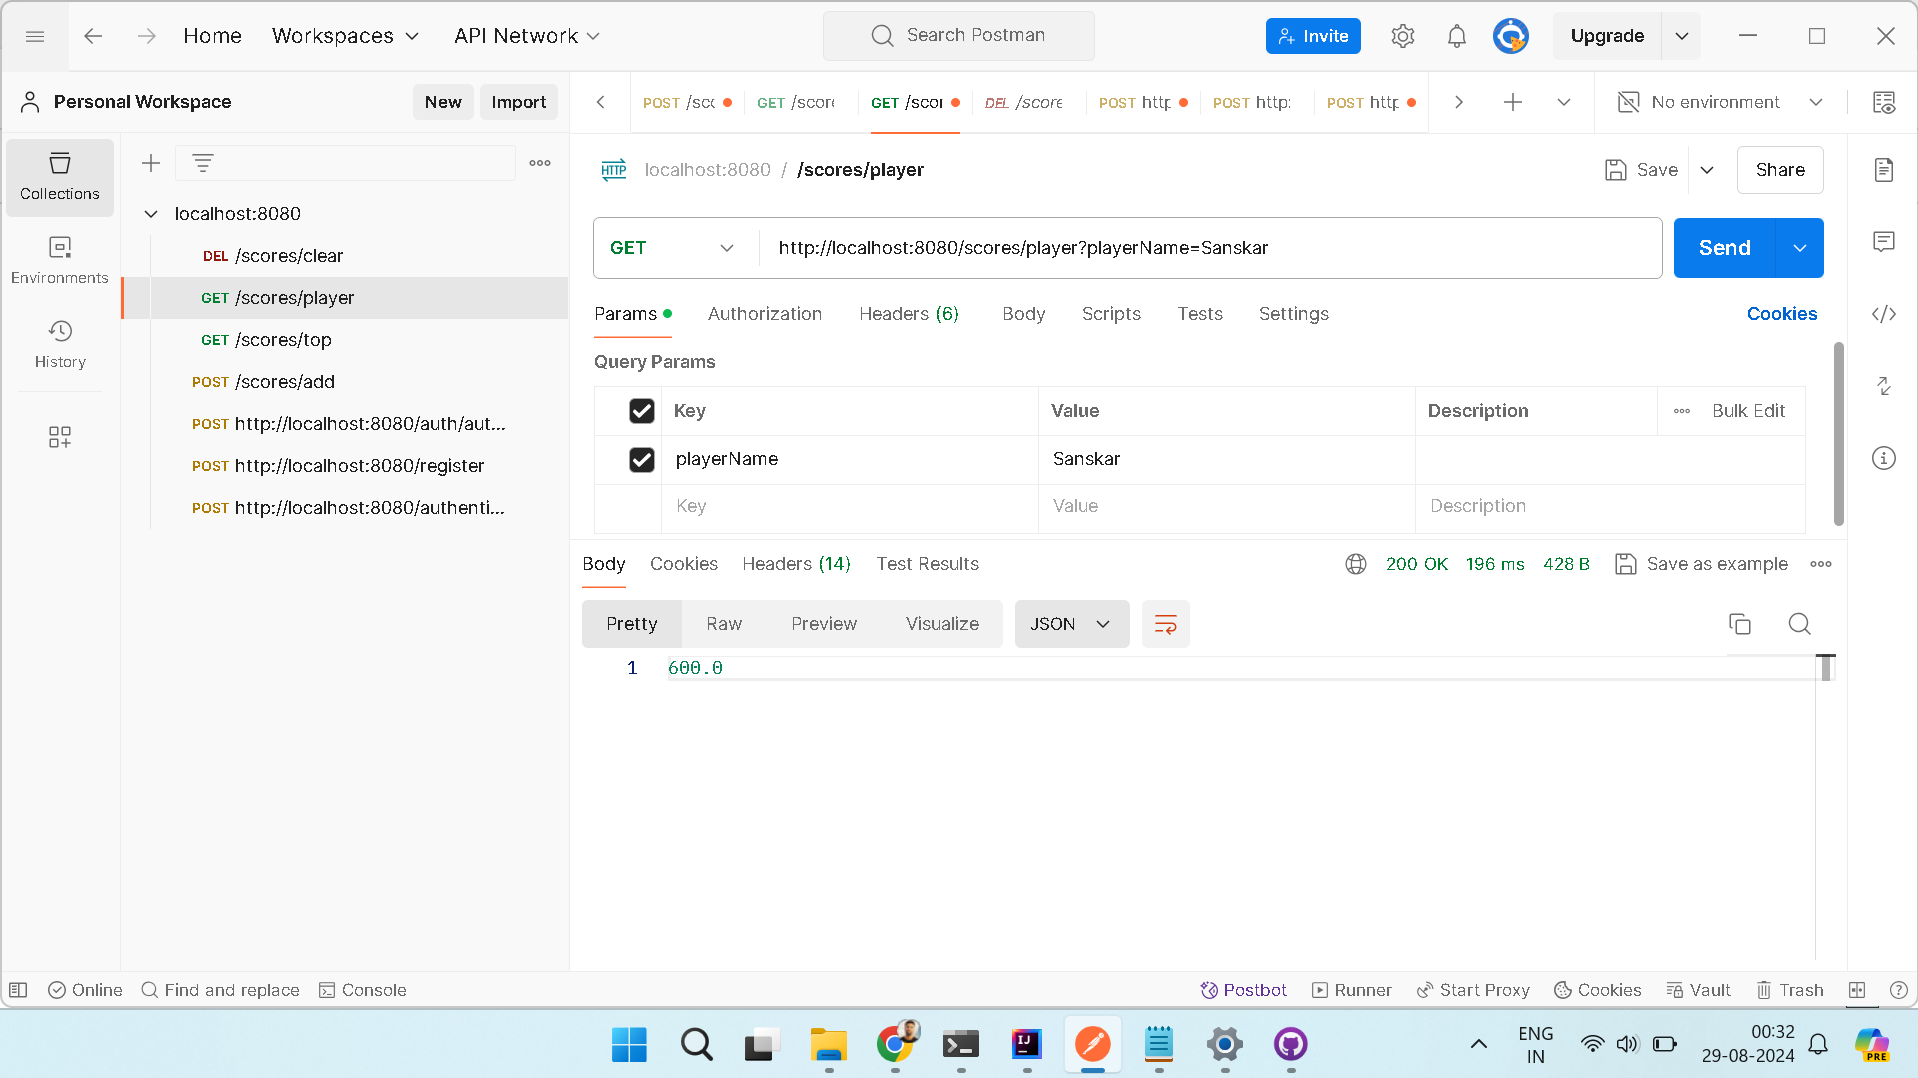 Home Workspaces API Network Search Postman Invite Upgrade
Personal Workspace New Import
POST /scc GET /score GET /scor DEL /score POST http POST http: POST http No environment
Collections
Environments
History
localhost:8080
DEL /scores/clear
GET /scores/player
GET /scores/top
POST /scores/add
POST http://localhost:8080/auth/aut...
POST http://localhost:8080/register
POST http://localhost:8080/authenti...
HTTP localhost:8080 / /scores/player Save Share
GET http://localhost:8080/scores/player?playerName=Sanskar Send
Params Authorization Headers (6) Body Scripts Tests Settings Cookies
Query Params
Key Value Description Bulk Edit
playerName Sanskar
Key Value Description
Body Cookies Headers (14) Test Results 200 OK 196 ms 428 B Save as example
Pretty Raw Preview Visualize JSON
1 600.0
Online Find and replace Console Postbot Runner Start Proxy Cookies Vault Trash
IJ
ENG
IN
00:32
29-08-2024
PRE